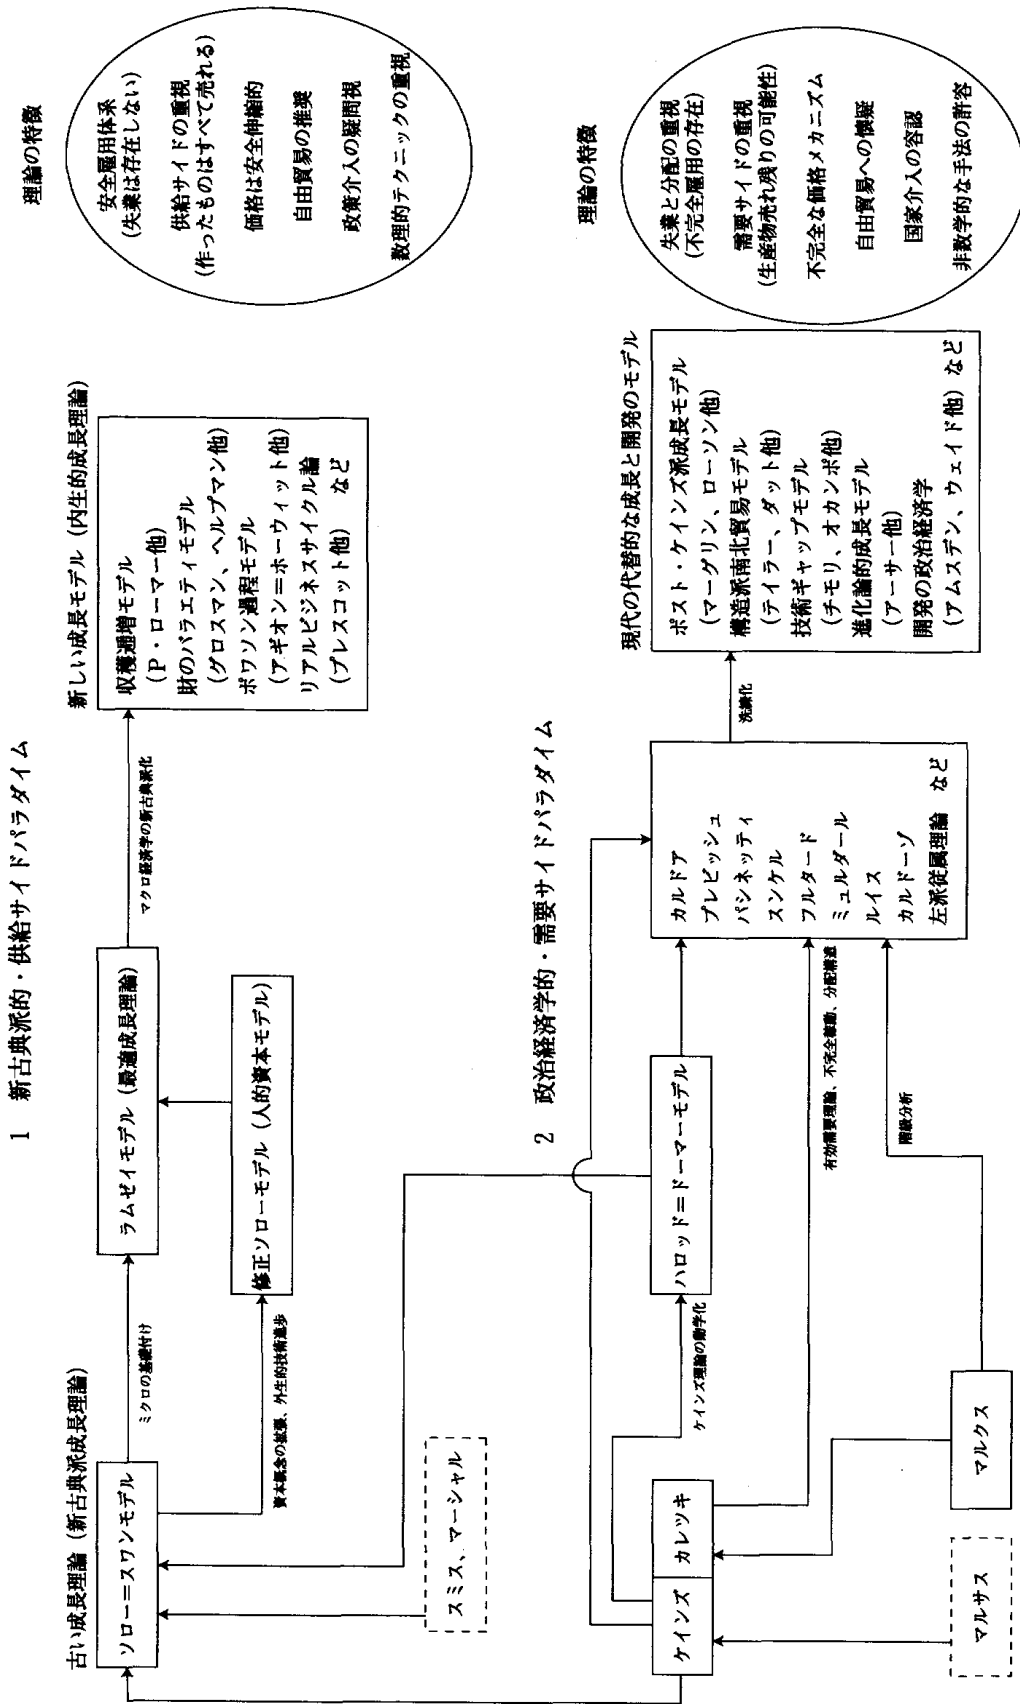 1　新古典派的・供給サイドパラダイム
古い成長理論 (新古典派成長理論)
ソロー＝スワンモデル
ミクロの基礎付け
ラムゼイモデル (最適成長理論)
資本概念の拡張、外生的技術進歩
修正ソローモデル (人的資本モデル)
マクロ経済学の新古典派化
スミス、マーシャル
新しい成長モデル (内生的成長理論)
収穫逓増モデル
(P・ローマー他)
財のバラエティモデル
(グロスマン、ヘルプマン他)
ポワソン過程モデル
(アギオン＝ホーウィット他)
リアルビジネスサイクル論
(プレスコット他)　など
理論の特徴
安全雇用体系
(失業は存在しない)
供給サイドの重視
(作ったものはすべて売れる)
価格は安全伸縮的
自由貿易の推奨
政策介入の疑問視
数理的テクニックの重視
2　政治経済学的・需要サイドパラダイム
ケインズ
カレツキ
ケインズ理論の動学化
ハロッド＝ドーマーモデル
有効需要理論、不完全稼動、分配構造
階級分析
マルサス
マルクス
カルドア
プレビッシュ
パシネッティ
スンケル
フルタード
ミュルダール
ルイス
カルドーゾ
左派従属理論　など
洗練化
現代の代替的な成長と開発のモデル
ポスト・ケインズ派成長モデル
(マーグリン、ローソン他)
構造派南北貿易モデル
(テイラー、ダット他)
技術ギャップモデル
(チモリ、オカンポ他)
進化論的成長モデル
(アーサー他)
開発の政治経済学
(アムスデン、ウェイド他) など
理論の特徴
失業と分配の重視
(不完全雇用の存在)
需要サイドの重視
(生産物売れ残りの可能性)
不完全な価格メカニズム
自由貿易への懐疑
国家介入の容認
非数学的な手法の許容